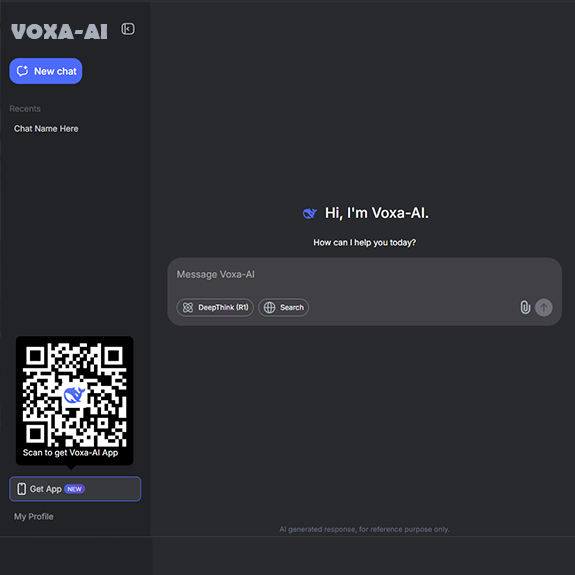 VOXA-AI
New chat
Recents
Chat Name Here
Hi, I'm Voxa-AI.
How can I help you today?
Message Voxa-AI
DeepThink (R1)
Search
Scan to get Voxa-AI App
Get App NEW
My Profile
AI generated response, for reference purpose only.